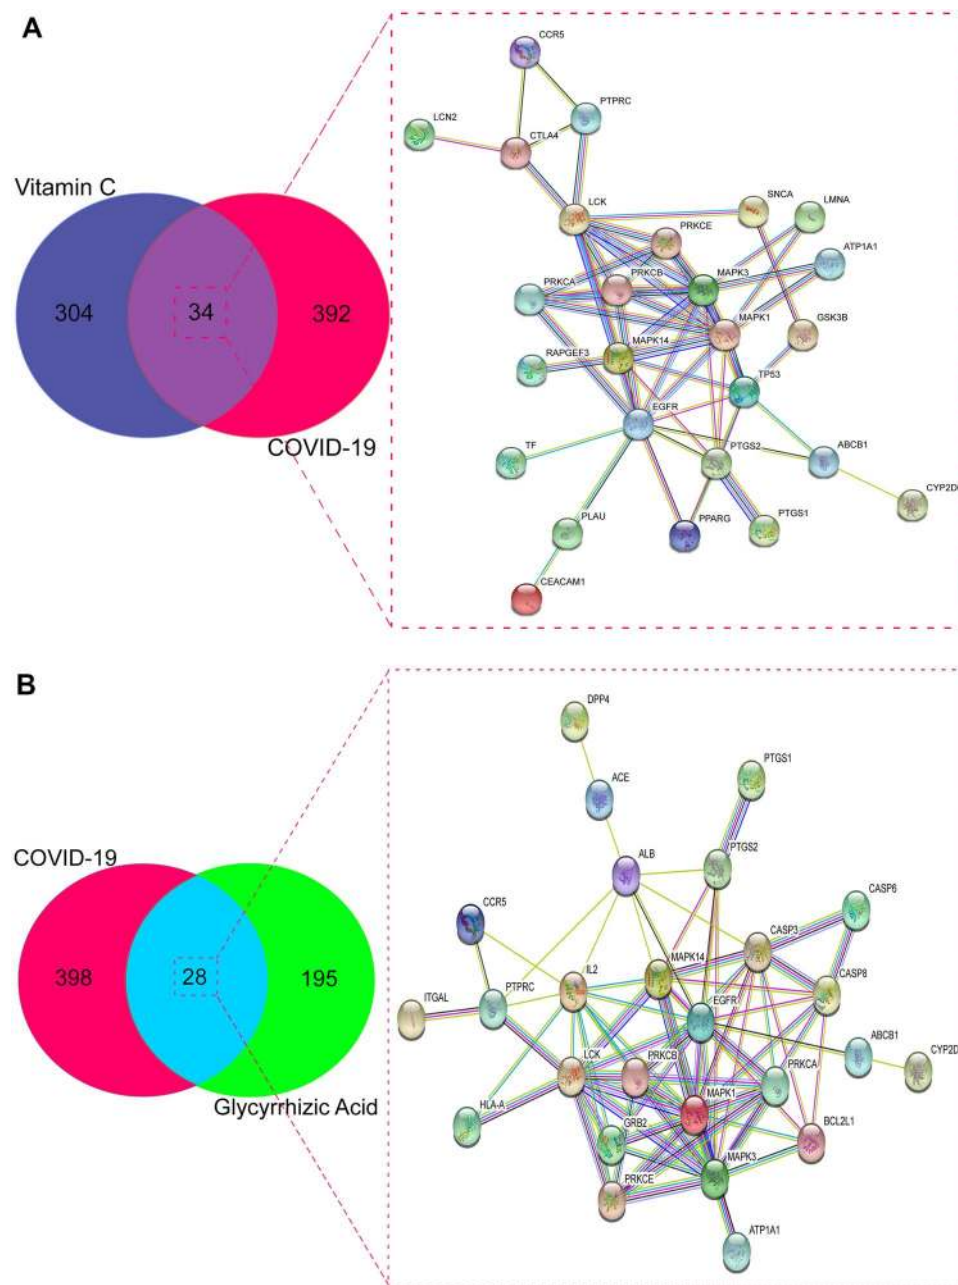 A
CCR5
PTPRC
LCN2
CTLA4
Vitamin C
SNCA
LMNA
LCK
PRKCE
ATP1A1
PRKCA
PRKCB
MAPK3
304
34
392
MAPK1
GSK3B
RAPGEF3
MAPK14
TP53
EGFR
COVID-19
TF
PTGS2
ABCB1
CYP2D
PLAU
PPARG
PTGS1
CEACAM1
B
DPP4
ACE
PTGS1
PTGS2
ALB
COVID-19
CASP6
CCR5
CASP3
MAPK14
IL2
CASP8
398
28
195
PTPRC
ITGAL
EGFR
ABCB1
LCK
PRKCB
PRKCA
CYP2D
Glycyrrhizic Acid
HLA-A
MAPK1
GRB2
BCL2L1
MAPK3
PRKCE
ATP1A1